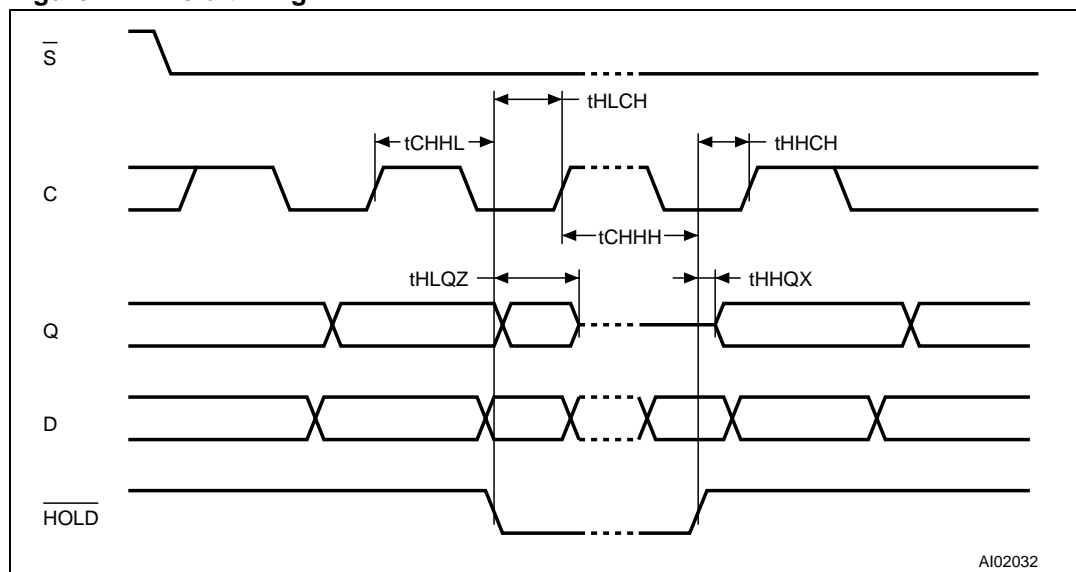 S
tHLCH
tCHHL
tHHCH
C
tCHHH
tHLQZ
tHHQX
Q
D
HOLD
AI02032